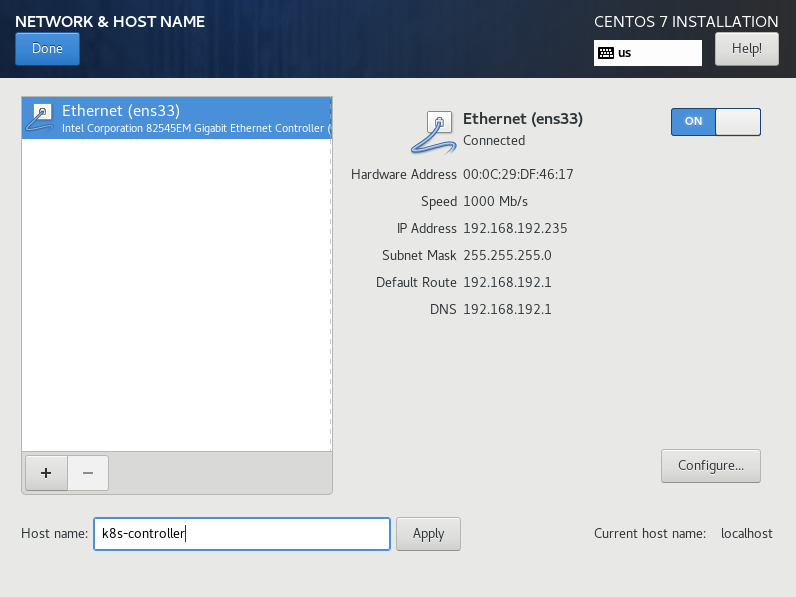 NETWORK & HOST NAME
CENTOS 7 INSTALLATION
Done
us
Help!
Ethernet (ens33)
Intel Corporation 82545EM Gigabit Ethernet Controller (
Ethernet (ens33)
Connected
ON
Hardware Address 00:0C:29:DF:46:17
Speed 1000 Mb/s
IP Address 192.168.192.235
Subnet Mask 255.255.255.0
Default Route 192.168.192.1
DNS 192.168.192.1
+ −
Configure...
Host name: k8s-controller Apply Current host name: localhost